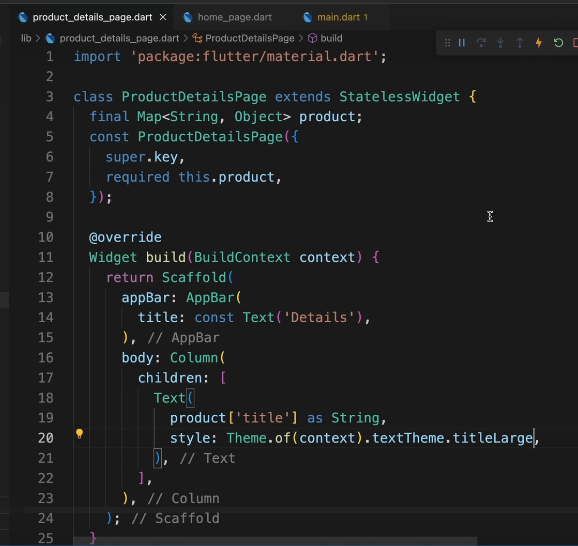 product_details_page.dart × home_page.dart main.dart 1
lib > product_details_page.dart > ProductDetailsPage > build
1 import 'package:flutter/material.dart';
2
3 class ProductDetailsPage extends StatelessWidget {
4 final Map<String, Object> product;
5 const ProductDetailsPage({
6 super.key,
7 required this.product,
8 });
9
10 @override
11 Widget build(BuildContext context) {
12 return Scaffold(
13 appBar: AppBar(
14 title: const Text('Details'),
15 ), // AppBar
16 body: Column(
17 children: [
18 Text(
19 product['title'] as String,
20 style: Theme.of(context).textTheme.titleLarge,
21 ), // Text
22 ],
23 ), // Column
24 ); // Scaffold
25 }